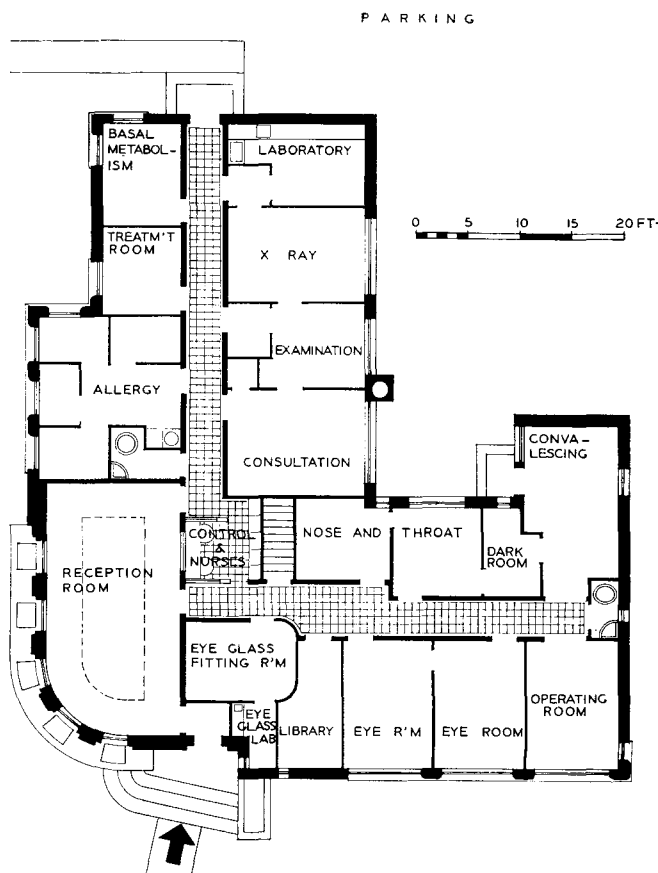 PARKING
BASAL
METABOL-
ISM
LABORATORY
TREATM'T
ROOM
X RAY
0 5 10 15 20 FT.
EXAMINATION
ALLERGY
CONSULTATION
CONVA-
LESCING
CONTROL
&
NURSES
NOSE AND THROAT
DARK
ROOM
RECEPTION
ROOM
EYE GLASS
FITTING R'M
EYE
GLASS
LAB
LIBRARY
EYE R'M
EYE ROOM
OPERATING
ROOM